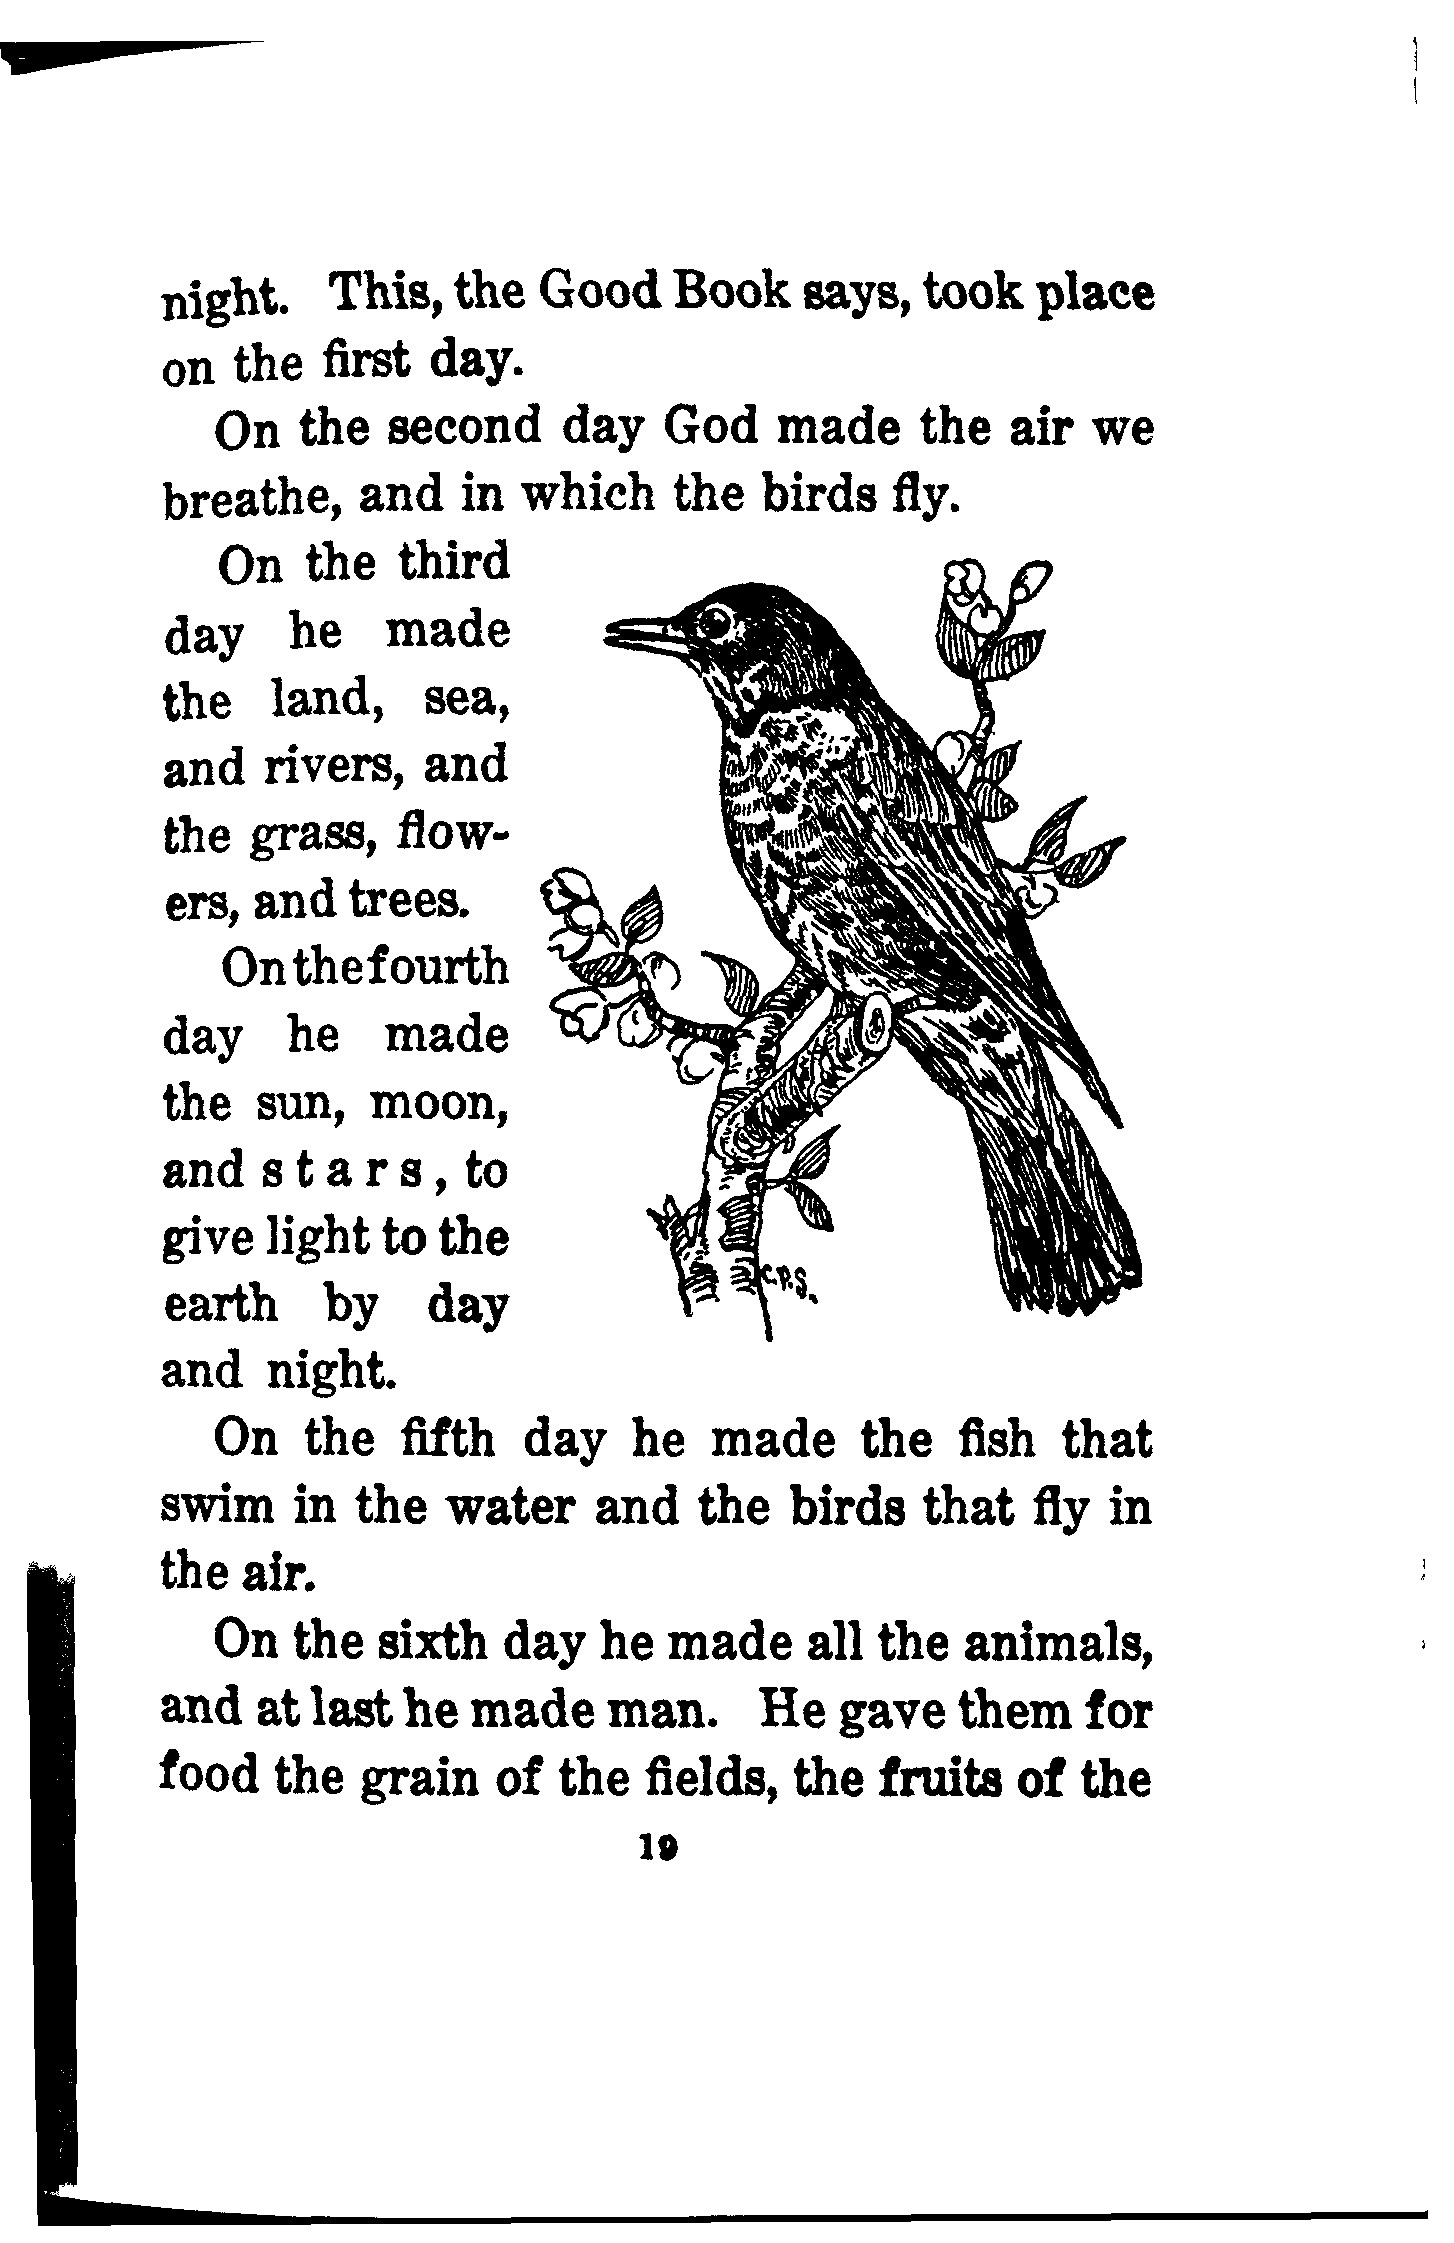 night. This, the Good Book says, took place
on the first day.
On the second day God made the air we
breathe, and in which the birds fly.
On the third
day he made
the land, sea,
and rivers, and
the grass, flow-
ers, and trees.
On the fourth
day he made
the sun, moon,
and stars, to
give light to the
earth by day
and night.
C.P.S.
On the fifth day he made the fish that
swim in the water and the birds that fly in
the air.
On the sixth day he made all the animals,
and at last he made man. He gave them for
food the grain of the fields, the fruits of the
19